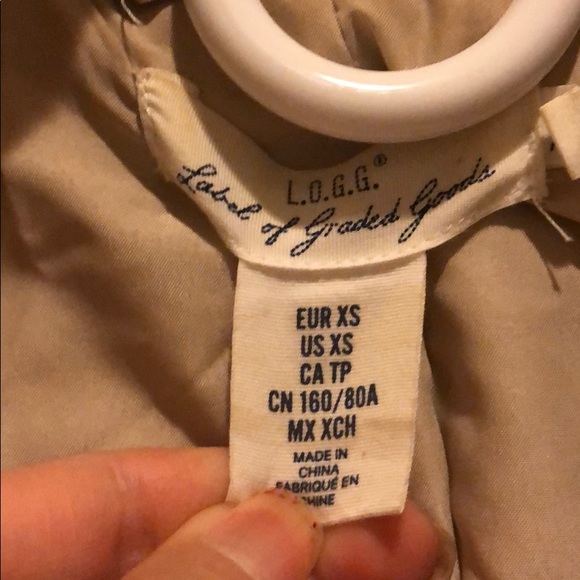 L.O.G.G.®
Label of Graded Goods
EUR XS
US XS
CA TP
CN 160/80A
MX XCH
MADE IN
CHINA
FABRIQUÉ EN
HINE